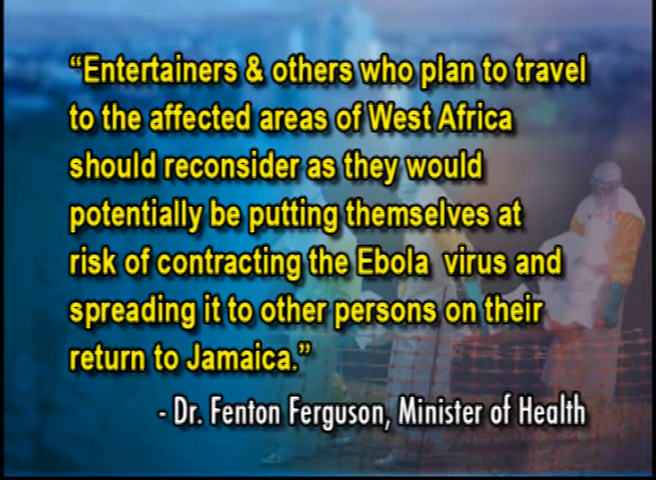 “Entertainers & others who plan to travel
to the affected areas of West Africa
should reconsider as they would
potentially be putting themselves at
risk of contracting the Ebola virus and
spreading it to other persons on their
return to Jamaica.”
- Dr. Fenton Ferguson, Minister of Health